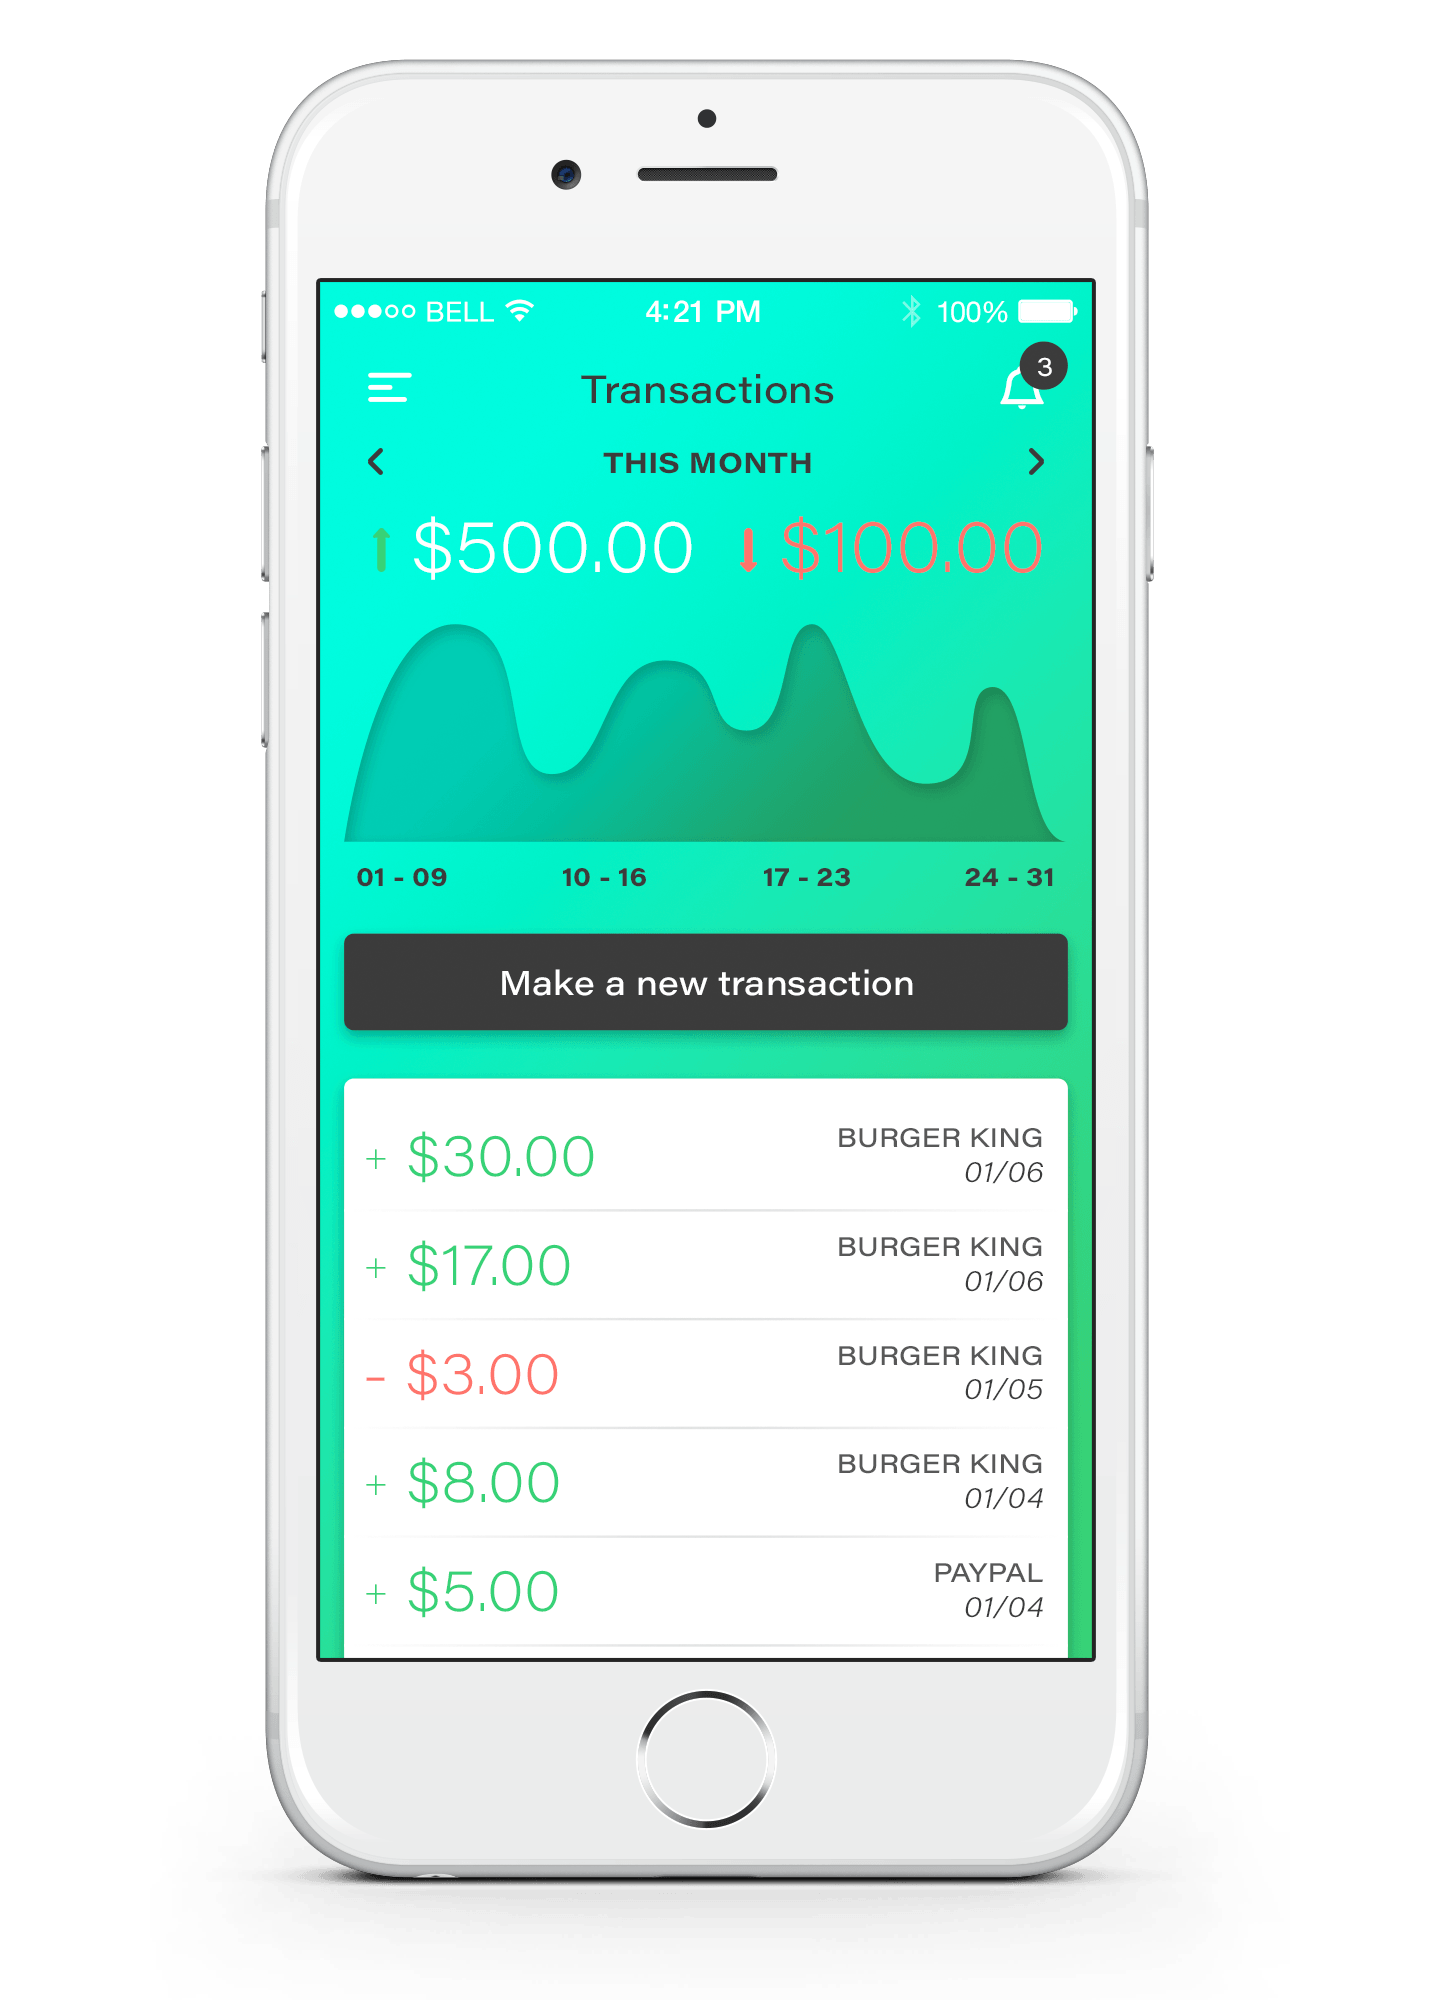 BELL 4:21 PM 100%
3
Transactions
THIS MONTH
$500.00 $100.00
01 - 09 10 - 16 17 - 23 24 - 31
Make a new transaction
+ $30.00 BURGER KING
01/06
+ $17.00 BURGER KING
01/06
- $3.00 BURGER KING
01/05
+ $8.00 BURGER KING
01/04
+ $5.00 PAYPAL
01/04